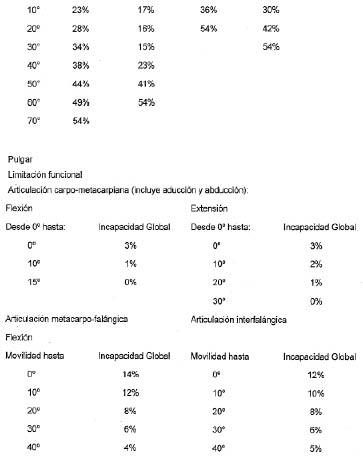 10° 23% 17% 36% 30%
20° 28% 16% 54% 42%
30° 34% 15% 54%
40° 38% 23%
50° 44% 41%
60° 49% 54%
70° 54%
Pulgar
Limitación funcional
Articulación carpo-metacarpiana (incluye aducción y abducción):
Flexión Extensión
Desde 0º hasta: Incapacidad Global Desde 0º hasta: Incapacidad Global
0º 3% 0º 3%
10º 1% 10º 2%
15º 0% 20º 1%
30º 0%
Articulación metacarpo-falángica Articulación interfalángica
Flexión
Movilidad hasta Incapacidad Global Movilidad hasta Incapacidad Global
0º 14% 0º 12%
10º 12% 10º 10%
20º 8% 20º 8%
30º 6% 30º 6%
40º 4% 40º 5%